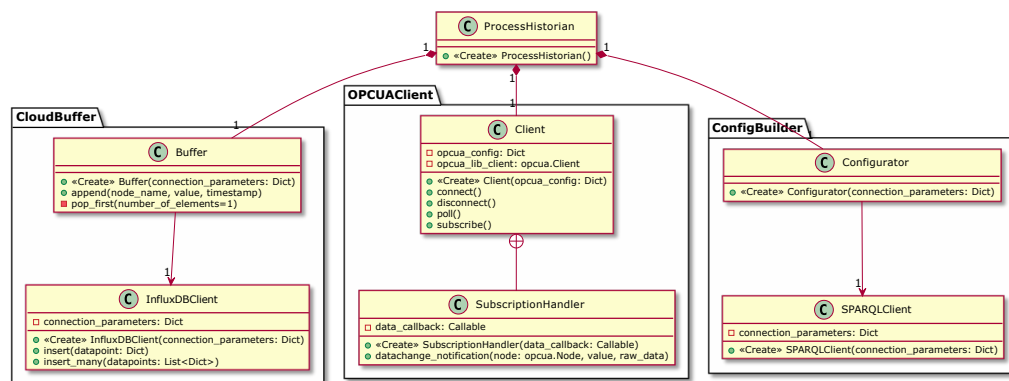 C ProcessHistorian
«Create» ProcessHistorian()
1
1
1
1
1
1
CloudBuffer
C Buffer
«Create» Buffer(connection_parameters: Dict)
append(node_name, value, timestamp)
pop_first(number_of_elements=1)
1
C InfluxDBClient
connection_parameters: Dict
«Create» InfluxDBClient(connection_parameters: Dict)
insert(datapoint: Dict)
insert_many(datapoints: List<Dict>)
OPCUAClient
C Client
opcua_config: Dict
opcua_lib_client: opcua.Client
«Create» Client(opcua_config: Dict)
connect()
disconnect()
poll()
subscribe()
C SubscriptionHandler
data_callback: Callable
«Create» SubscriptionHandler(data_callback: Callable)
datachange_notification(node: opcua.Node, value, raw_data)
ConfigBuilder
C Configurator
«Create» Configurator(connection_parameters: Dict)
1
C SPARQLClient
connection_parameters: Dict
«Create» SPARQLClient(connection_parameters: Dict)